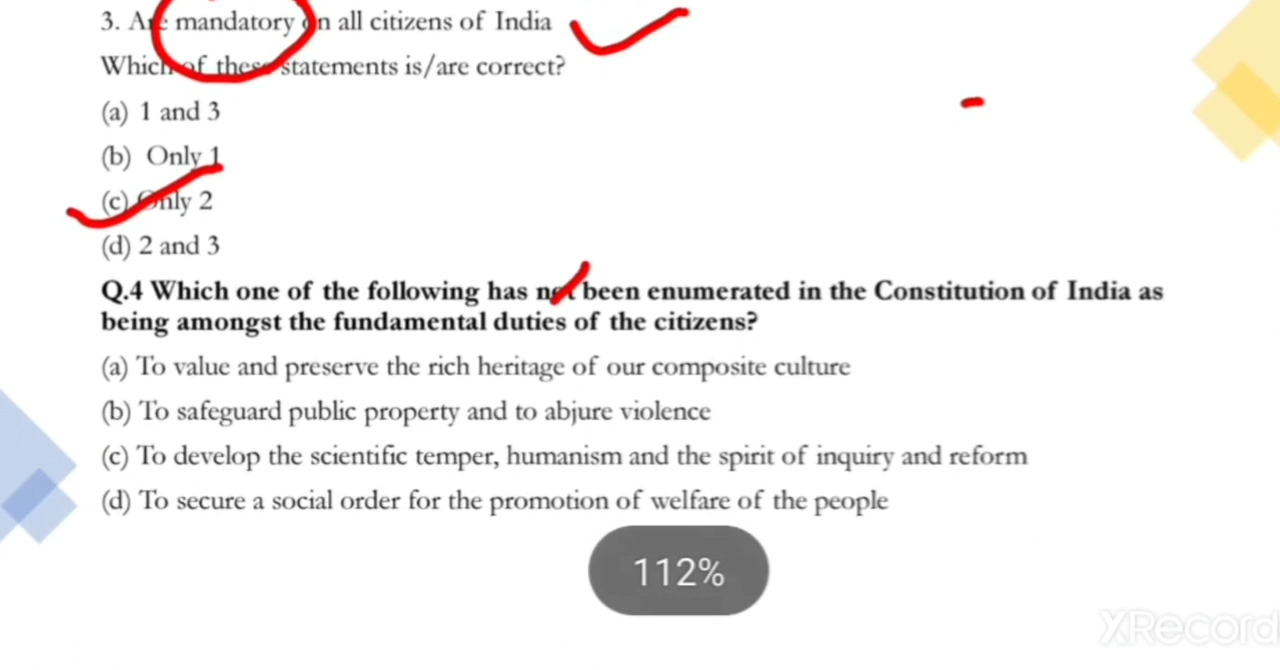 3. Are mandatory on all citizens of India
Which of these statements is/are correct?
(a) 1 and 3
(b) Only 1
(c) Only 2
(d) 2 and 3
Q.4 Which one of the following has not been enumerated in the Constitution of India as
being amongst the fundamental duties of the citizens?
(a) To value and preserve the rich heritage of our composite culture
(b) To safeguard public property and to abjure violence
(c) To develop the scientific temper, humanism and the spirit of inquiry and reform
(d) To secure a social order for the promotion of welfare of the people
112%
XRecord